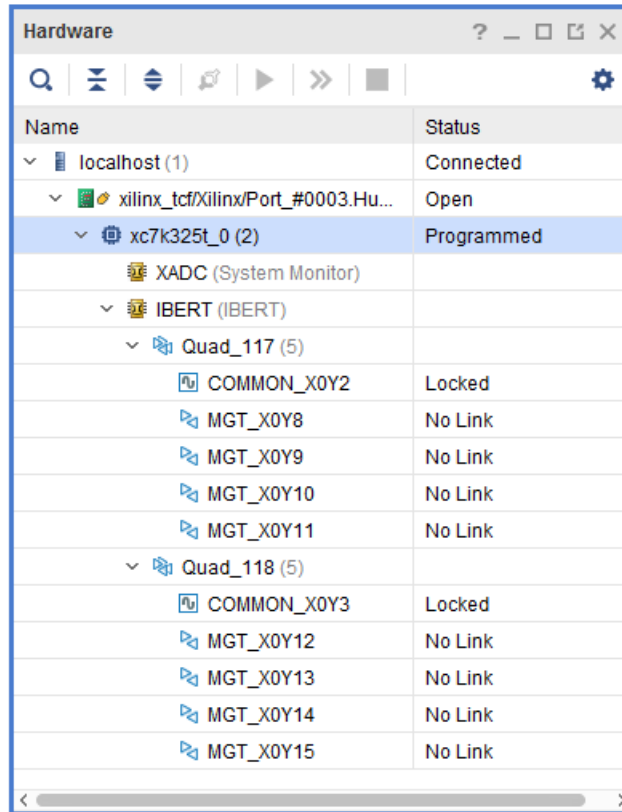 Hardware ?
Name Status
localhost (1) Connected
xilinx_tcf/Xilinx/Port_#0003.Hu... Open
xc7k325t_0 (2) Programmed
XADC (System Monitor)
IBERT (IBERT)
Quad_117 (5)
COMMON_X0Y2 Locked
MGT_X0Y8 No Link
MGT_X0Y9 No Link
MGT_X0Y10 No Link
MGT_X0Y11 No Link
Quad_118 (5)
COMMON_X0Y3 Locked
MGT_X0Y12 No Link
MGT_X0Y13 No Link
MGT_X0Y14 No Link
MGT_X0Y15 No Link